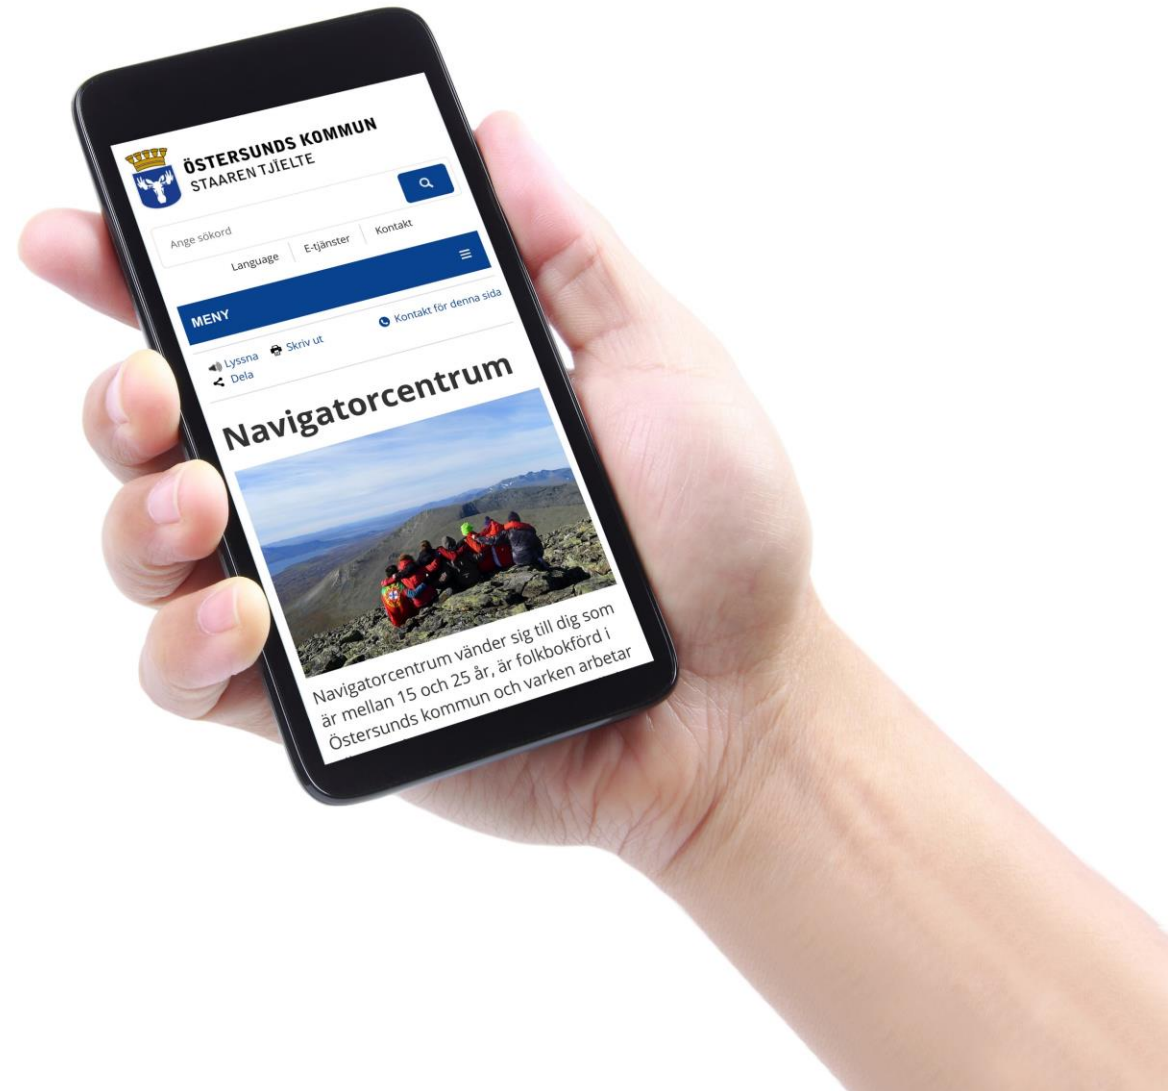 ÖSTERSUNDS KOMMUN
STAAREN TJÏELTE
Ange sökord
Language E-tjänster Kontakt
MENY
Lyssna Skriv ut Kontakt för denna sida
Dela
Navigatorcentrum
Navigatorcentrum vänder sig till dig som
är mellan 15 och 25 år, är folkbokförd i
Östersunds kommun och varken arbetar